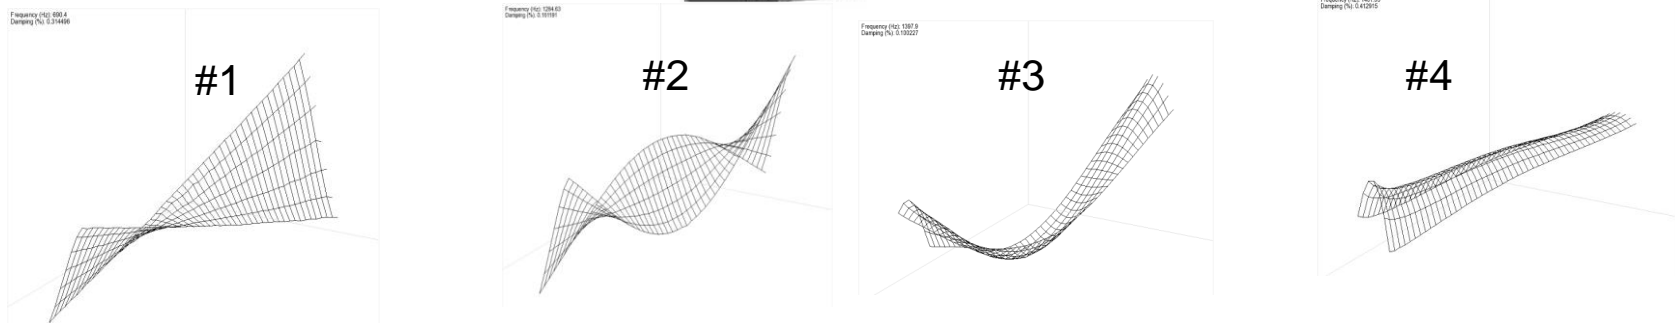 Frequency (Hz): 690.4
Damping (%): 0.314496
#1
Frequency (Hz): 1284.63
Damping (%): 0.191191
#2
Frequency (Hz): 1397.9
Damping (%): 0.100227
#3
Damping (%): 0.412915
#4